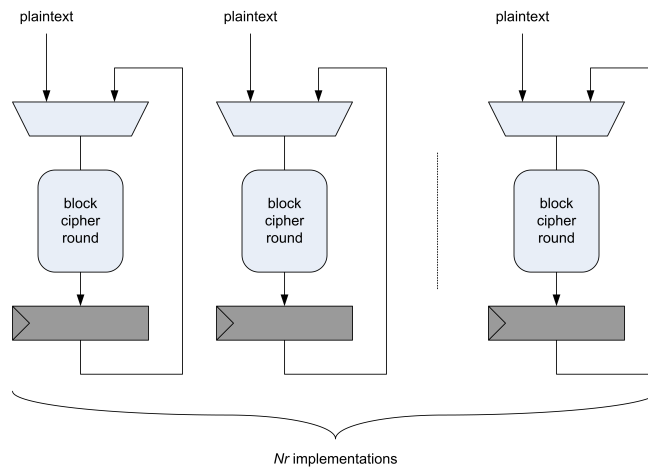 plaintext
plaintext
plaintext
block
cipher
round
block
cipher
round
block
cipher
round
Nr implementations